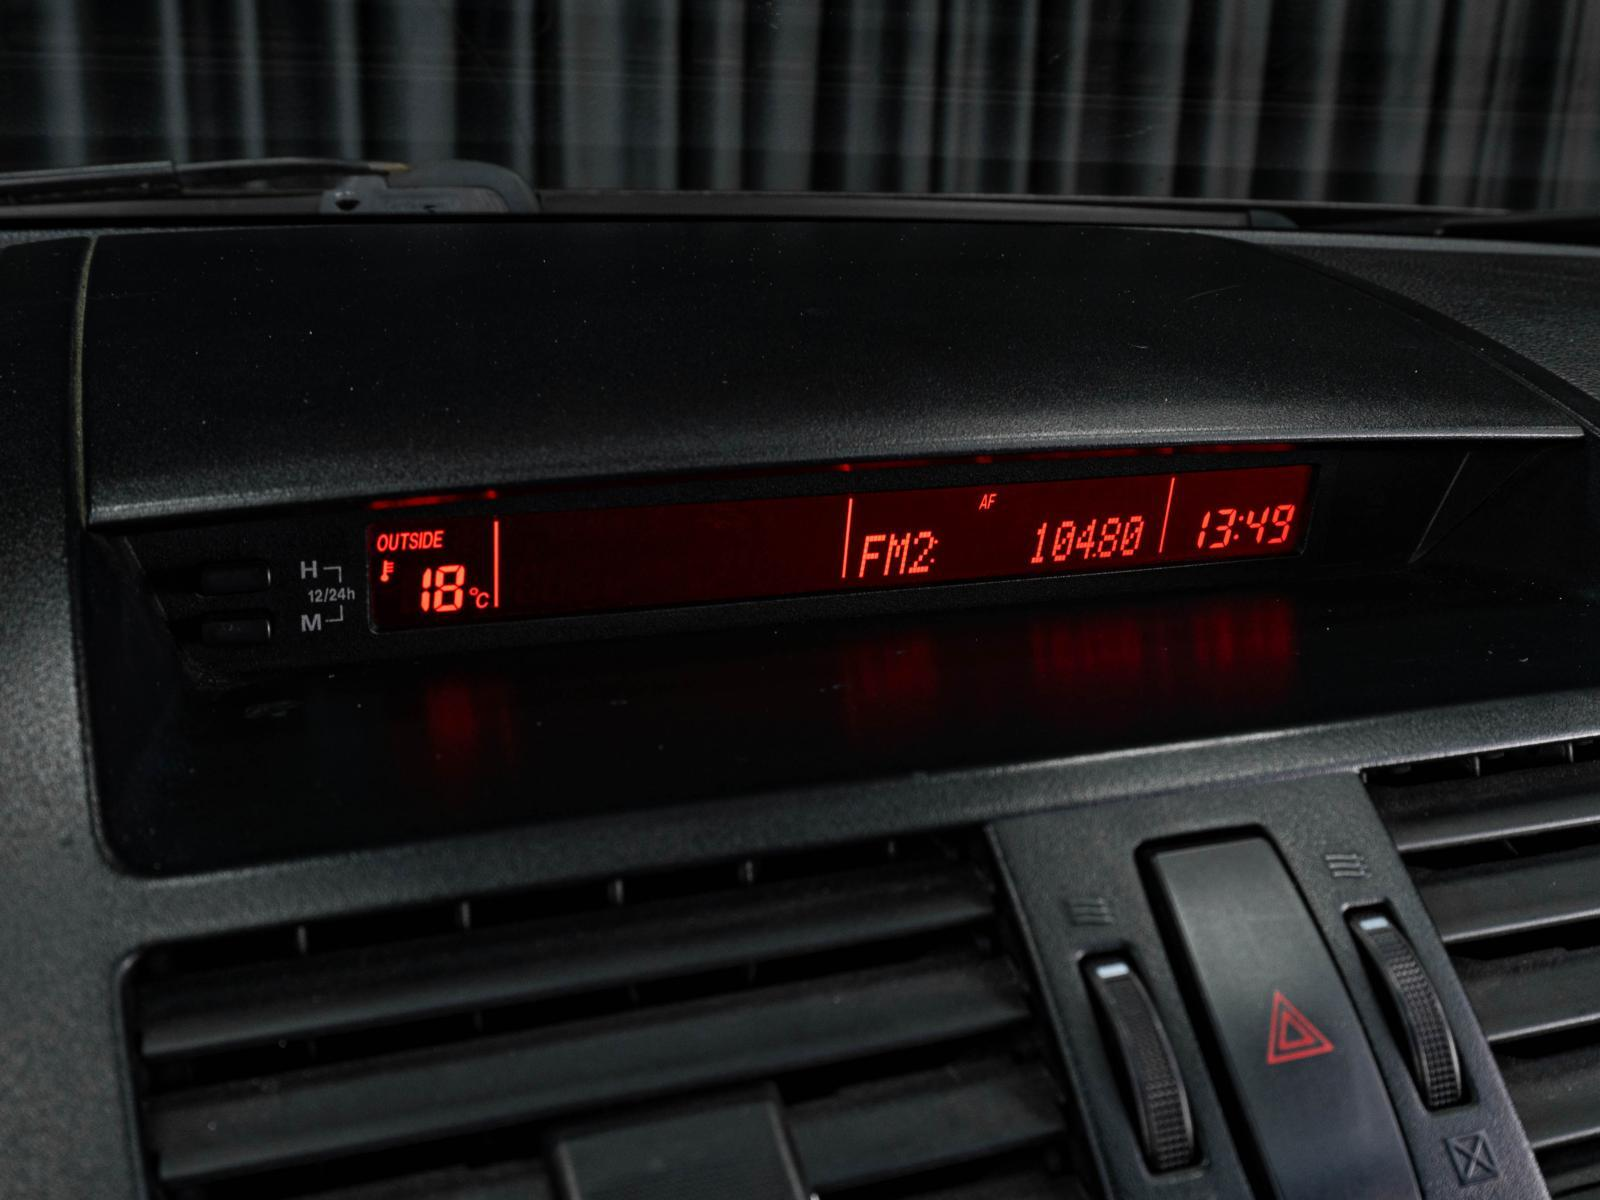 OUTSIDE
18°C
AF
FM2 104.80
13:49
H
12/24h
M